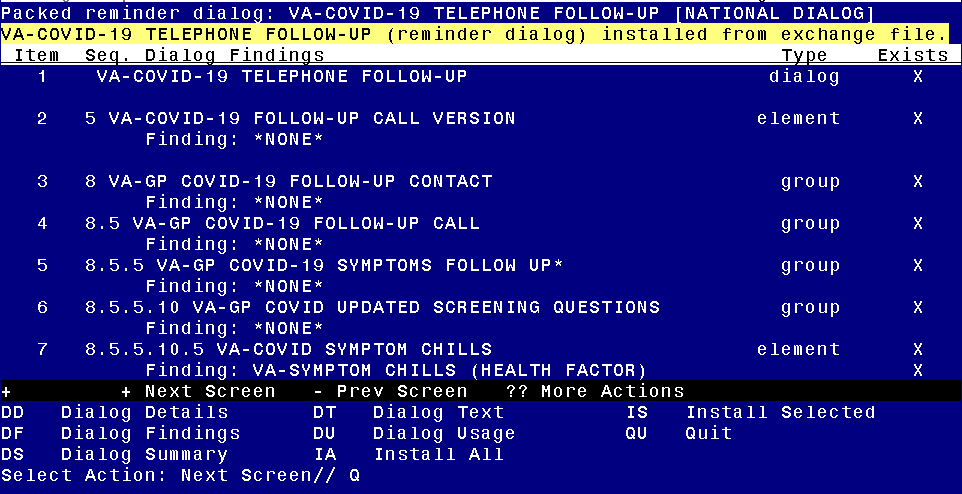 Packed reminder dialog: VA-COVID-19 TELEPHONE FOLLOW-UP [NATIONAL DIALOG]
VA-COVID-19 TELEPHONE FOLLOW-UP (reminder dialog) installed from exchange file.
Item Seq. Dialog Findings Type Exists
1 VA-COVID-19 TELEPHONE FOLLOW-UP dialog X
2 5 VA-COVID-19 FOLLOW-UP CALL VERSION element X
Finding: *NONE*
3 8 VA-GP COVID-19 FOLLOW-UP CONTACT group X
Finding: *NONE*
4 8.5 VA-GP COVID-19 FOLLOW-UP CALL group X
Finding: *NONE*
5 8.5.5 VA-GP COVID-19 SYMPTOMS FOLLOW UP* group X
Finding: *NONE*
6 8.5.5.10 VA-GP COVID UPDATED SCREENING QUESTIONS group X
Finding: *NONE*
7 8.5.5.10.5 VA-COVID SYMPTOM CHILLS element X
Finding: VA-SYMPTOM CHILLS (HEALTH FACTOR) X
+ + Next Screen - Prev Screen ?? More Actions
DD Dialog Details DT Dialog Text IS Install Selected
DF Dialog Findings DU Dialog Usage QU Quit
DS Dialog Summary IA Install All
Select Action: Next Screen// Q